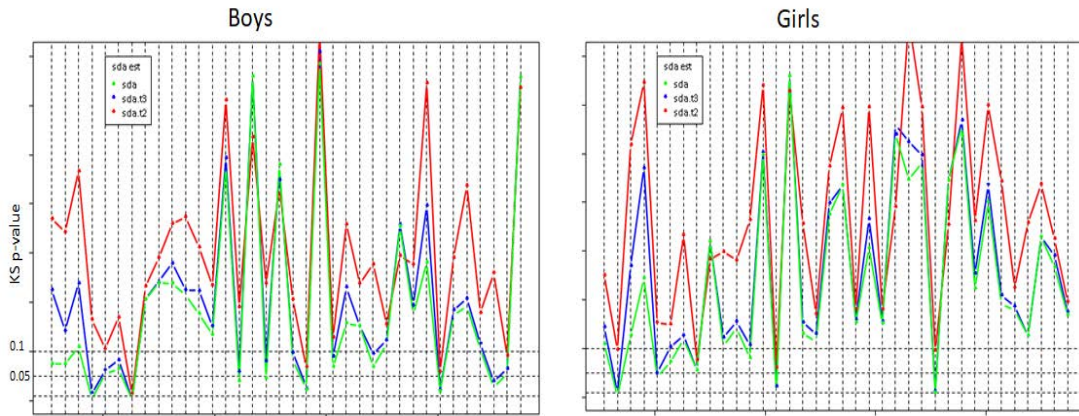 Boys
Girls
sda est
sda
sda.t3
sda.t2
sda est
sda
sda.t3
sda.t2
KS p-value
0.1
0.05